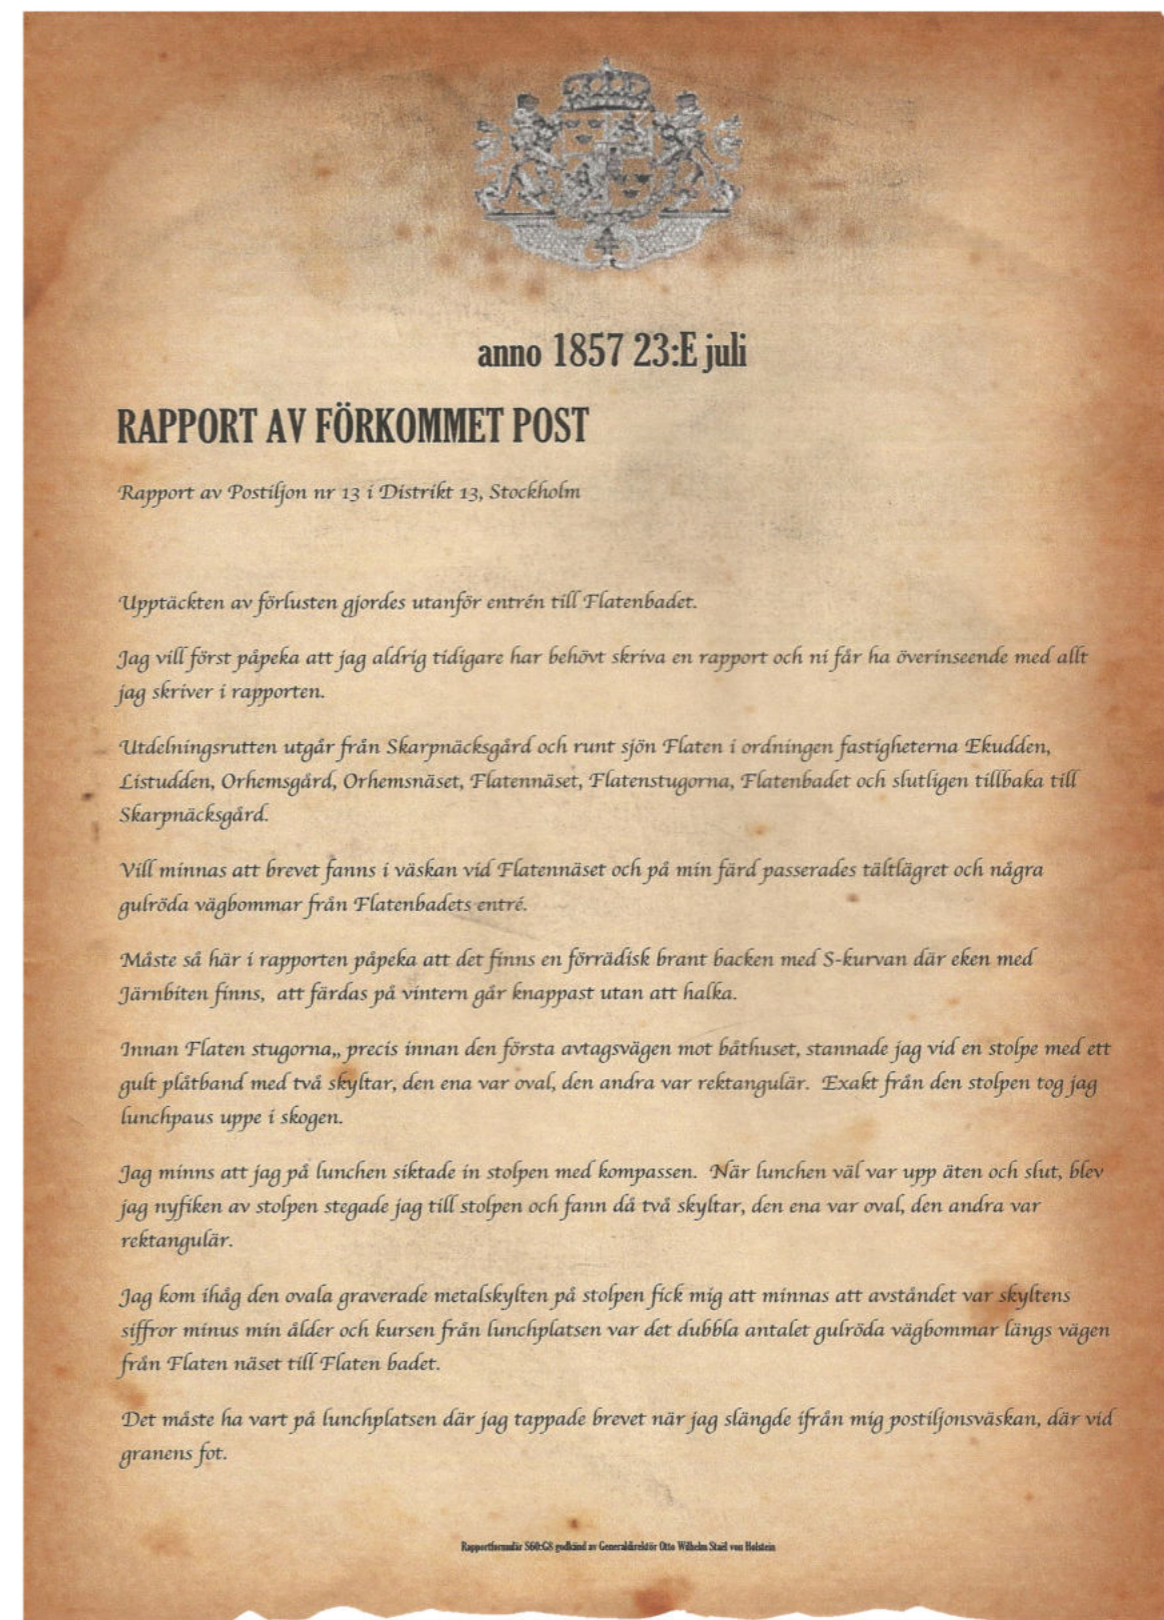 anno 1857 23:E juli
RAPPORT AV FÖRKOMMET POST
Rapport av Postiljon nr 13 i Distrikt 13, Stockholm
Upptäckten av förlusten gjordes utanför entrén till Flatenbadet.
Jag vill först påpeka att jag aldrig tidigare har behövt skriva en rapport och ni får ha överinseende med allt
jag skriver i rapporten.
Utdelningsrutten utgår från Skarpnäcksgård och runt sjön Flaten i ordningen fastigheterna Ekudden,
Listudden, Orhemsgård, Orhemsnäset, Flatennäset, Flatenstugorna, Flatenbadet och slutligen tillbaka till
Skarpnäcksgård.
Vill minnas att brevet fanns i väskan vid Flatennäset och på min färd passerades tältlägret och några
gulröda vägbommar från Flatenbadets entré.
Måste så här i rapporten påpeka att det finns en förrädisk brant backen med S-kurvan där eken med
Järnbiten finns, att färdas på vintern går knappast utan att halka.
Innan Flaten stugorna,, precis innan den första avtagsvägen mot båthuset, stannade jag vid en stolpe med ett
gult plåtband med två skyltar, den ena var oval, den andra var rektangulär. Exakt från den stolpen tog jag
lunchpaus uppe i skogen.
Jag minns att jag på lunchen siktade in stolpen med kompassen. När lunchen väl var upp äten och slut, blev
jag nyfiken av stolpen stegade jag till stolpen och fann då två skyltar, den ena var oval, den andra var
rektangulär.
Jag kom ihåg den ovala graverade metalskylten på stolpen fick mig att minnas att avståndet var skyltens
siffror minus min ålder och kursen från lunchplatsen var det dubbla antalet gulröda vägbommar längs vägen
från Flaten näset till Flaten badet.
Det måste ha vart på lunchplatsen där jag tappade brevet när jag slängde ifrån mig postiljonsväskan, där vid
granens fot.
Rapportformulär S60:G8 godkänd av Generaldirektör Otto Wilhelm Staël von Holstein